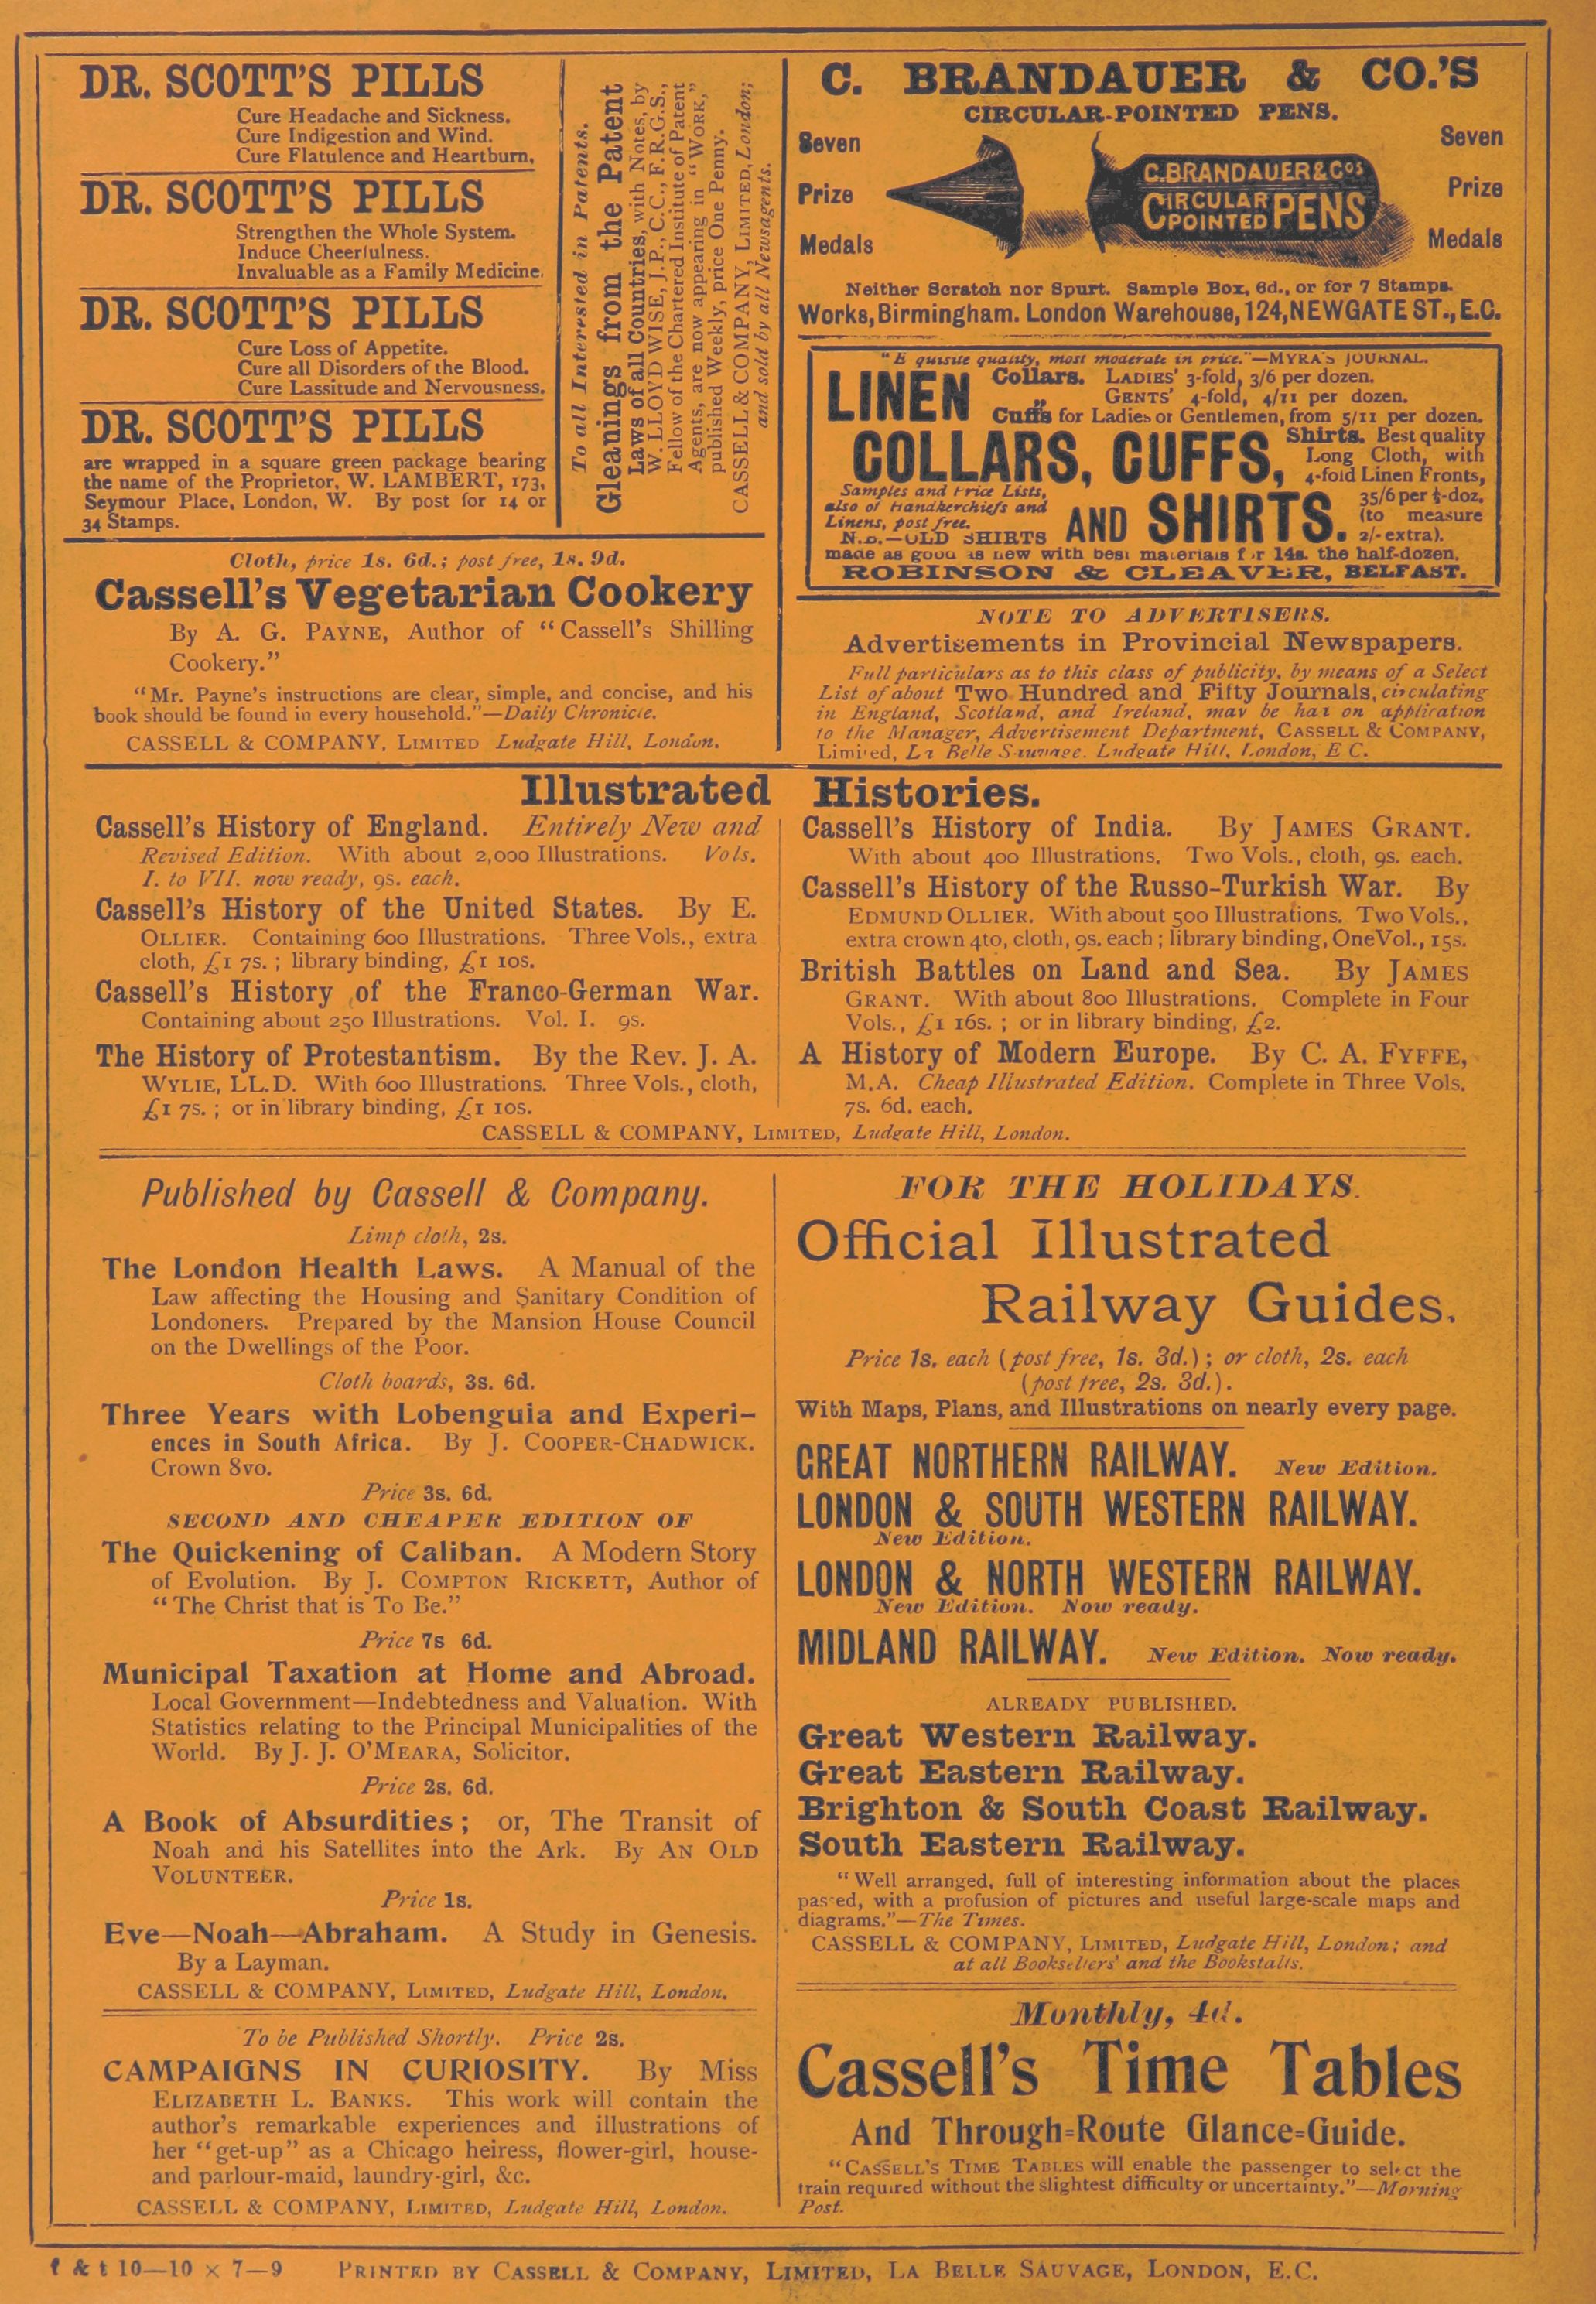 DR. SCOTT'S PILLS
Cure Headache and Sickness.
Cure Indigestion and Wind.
Cure Flatulence and Heartburn.
DR. SCOTT'S PILLS
Strengthen the Whole System.
Induce Cheerfulness.
Invaluable as a Family Medicine.
DR. SCOTT'S PILLS
Cure Loss of Appetite.
Cure all Disorders of the Blood.
Cure Lassitude and Nervousness.
DR. SCOTT'S PILLS
are wrapped in a square green package bearing
the name of the Proprietor, W. LAMBERT, 173,
Seymour Place, London, W. By post for 14 or
34 Stamps.
To all Interested in Patents.
Gleanings from the Patent
Laws of all Countries, with Notes, by
W. LLOYD WISE, J.P., C.C., F.R.G.S.,
Fellow of the Chartered Institute of Patent
Agents, are now appearing in "WORK,"
published Weekly, price One Penny.
CASSELL & COMPANY, LIMITED, London;
and sold by all Newsagents.
Cloth, price 1s. 6d.; post free, 1s. 9d.
Cassell's Vegetarian Cookery
By A. G. PAYNE, Author of "Cassell's Shilling
Cookery."
"Mr. Payne's instructions are clear, simple, and concise, and his
book should be found in every household."—Daily Chronicle.
CASSELL & COMPANY, LIMITED Ludgate Hill, London.
C. BRANDAUER & CO.'S
CIRCULAR-POINTED PENS.
Seven
Prize
Medals
C.BRANDAUER&Cos
CIRCULAR
POINTED
PENS
Seven
Prize
Medals
Neither Scratch nor Spurt. Sample Box, 6d., or for 7 Stamps.
Works, Birmingham. London Warehouse, 124, NEWGATE ST., E.C.
"E quisite quality, most moderate in price."—MYRA'S JOURNAL.
LINEN
Collars. LADIES' 3-fold, 3/6 per dozen.
" GENTS' 4-fold, 4/11 per dozen.
Cuffs for Ladies or Gentlemen, from 5/11 per dozen.
COLLARS, CUFFS,
Shirts. Best quality
Long Cloth, with
4-fold Linen Fronts,
35/6 per ½-doz.
(to measure
2/- extra).
Samples and Price Lists,
also of Handkerchiefs and
Linens, post free.
AND SHIRTS.
N.B.—OLD SHIRTS
made as good as new with best materials f r 14s. the half-dozen.
ROBINSON & CLEAVER, BELFAST.
NOTE TO ADVERTISERS.
Advertisements in Provincial Newspapers.
Full particulars as to this class of publicity, by means of a Select
List of about Two Hundred and Fifty Journals, circulating
in England, Scotland, and Ireland, may be had on application
to the Manager, Advertisement Department, CASSELL & COMPANY,
Limited, La Belle Sauvage, Ludgate Hill, London, E C.
Illustrated Histories.
Cassell's History of England. Entirely New and
Revised Edition. With about 2,000 Illustrations. Vols.
I. to VII. now ready, 9s. each.
Cassell's History of the United States. By E.
OLLIER. Containing 600 Illustrations. Three Vols., extra
cloth, £1 7s. ; library binding, £1 10s.
Cassell's History of the Franco-German War.
Containing about 250 Illustrations. Vol. I. 9s.
The History of Protestantism. By the Rev. J. A.
WYLIE, LL.D. With 600 Illustrations. Three Vols., cloth,
£1 7s. ; or in library binding, £1 10s.
Cassell's History of India. By JAMES GRANT.
With about 400 Illustrations. Two Vols., cloth, 9s. each.
Cassell's History of the Russo-Turkish War. By
EDMUND OLLIER. With about 500 Illustrations. Two Vols.,
extra crown 4to, cloth, 9s. each ; library binding, One Vol., 15s.
British Battles on Land and Sea. By JAMES
GRANT. With about 800 Illustrations. Complete in Four
Vols., £1 16s. ; or in library binding, £2.
A History of Modern Europe. By C. A. FYFFE,
M.A. Cheap Illustrated Edition. Complete in Three Vols.
7s. 6d. each.
CASSELL & COMPANY, LIMITED, Ludgate Hill, London.
Published by Cassell & Company.
Limp cloth, 2s.
The London Health Laws. A Manual of the
Law affecting the Housing and Sanitary Condition of
Londoners. Prepared by the Mansion House Council
on the Dwellings of the Poor.
Cloth boards, 3s. 6d.
Three Years with Lobenguia and Experi-
ences in South Africa. By J. COOPER-CHADWICK.
Crown 8vo.
Price 3s. 6d.
SECOND AND CHEAPER EDITION OF
The Quickening of Caliban. A Modern Story
of Evolution. By J. COMPTON RICKETT, Author of
"The Christ that is To Be."
Price 7s 6d.
Municipal Taxation at Home and Abroad.
Local Government—Indebtedness and Valuation. With
Statistics relating to the Principal Municipalities of the
World. By J. J. O'MEARA, Solicitor.
Price 2s. 6d.
A Book of Absurdities ; or, The Transit of
Noah and his Satellites into the Ark. By AN OLD
VOLUNTEER.
Price 1s.
Eve—Noah—Abraham. A Study in Genesis.
By a Layman.
CASSELL & COMPANY, LIMITED, Ludgate Hill, London.
To be Published Shortly. Price 2s.
CAMPAIGNS IN CURIOSITY. By Miss
ELIZABETH L. BANKS. This work will contain the
author's remarkable experiences and illustrations of
her "get-up" as a Chicago heiress, flower-girl, house-
and parlour-maid, laundry-girl, &c.
CASSELL & COMPANY, LIMITED, Ludgate Hill, London.
FOR THE HOLIDAYS.
Official Illustrated
Railway Guides.
Price 1s. each (post free, 1s. 3d.) ; or cloth, 2s. each
(post free, 2s. 3d.).
With Maps, Plans, and Illustrations on nearly every page.
GREAT NORTHERN RAILWAY. New Edition.
LONDON & SOUTH WESTERN RAILWAY.
New Edition.
LONDON & NORTH WESTERN RAILWAY.
New Edition. Now ready.
MIDLAND RAILWAY. New Edition. Now ready.
ALREADY PUBLISHED.
Great Western Railway.
Great Eastern Railway.
Brighton & South Coast Railway.
South Eastern Railway.
"Well arranged, full of interesting information about the places
passed, with a profusion of pictures and useful large-scale maps and
diagrams."—The Times.
CASSELL & COMPANY, LIMITED, Ludgate Hill, London; and
at all Booksellers' and the Bookstalls.
Monthly, 4d.
Cassell's Time Tables
And Through-Route Glance-Guide.
"CASSELL'S TIME TABLES will enable the passenger to select the
train required without the slightest difficulty or uncertainty."—Morning
Post.
f & t 10—10 × 7—9 PRINTED BY CASSELL & COMPANY, LIMITED, LA BELLE SAUVAGE, LONDON, E.C.